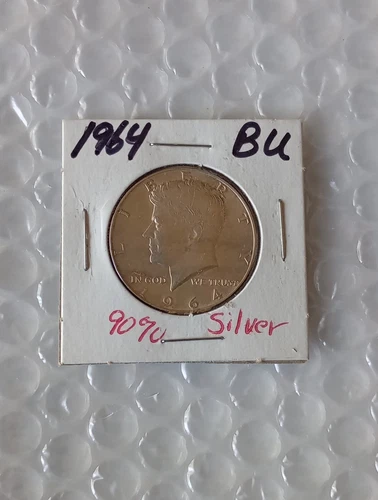 1964 BU
LIBERTY
IN GOD WE TRUST
1964
90% Silver